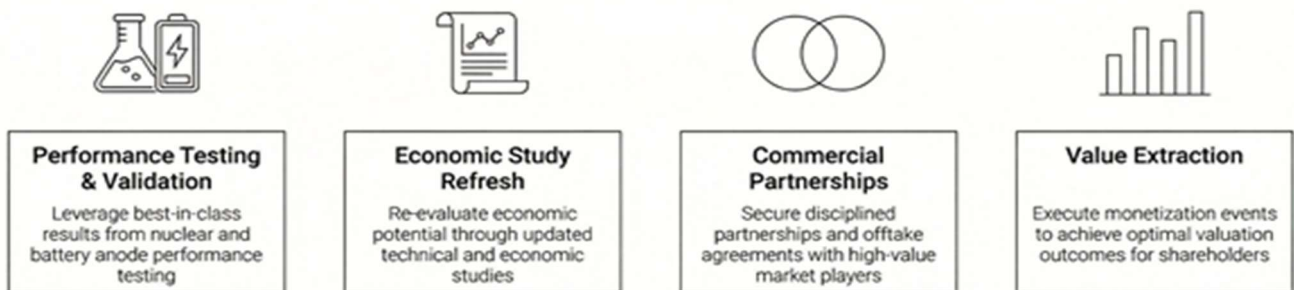 Performance Testing
& Validation
Leverage best-in-class
results from nuclear and
battery anode performance
testing
Economic Study
Refresh
Re-evaluate economic
potential through updated
technical and economic
studies
Commercial
Partnerships
Secure disciplined
partnerships and offtake
agreements with high-value
market players
Value Extraction
Execute monetization events
to achieve optimal valuation
outcomes for shareholders